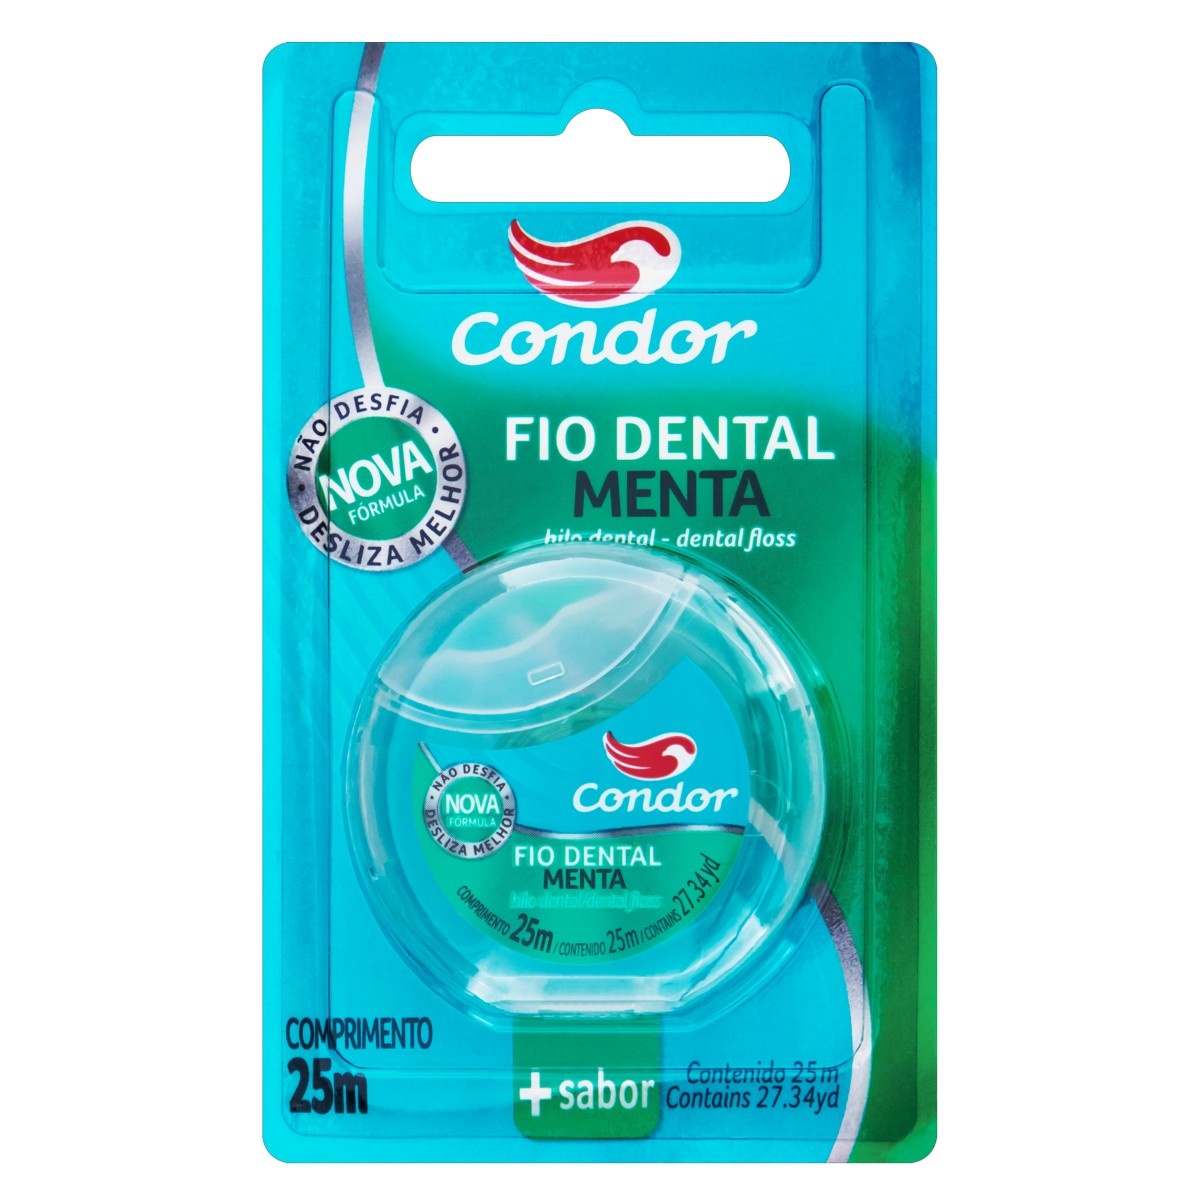 Condor
NÃO DESFIA •
DESLIZA MELHOR •
NOVA
FÓRMULA
FIO DENTAL
MENTA
hilo dental - dental floss
Condor
• NÃO DESFIA •
DESLIZA MELHOR
NOVA
FÓRMULA
FIO DENTAL
MENTA
hilo dental/dental floss
COMPRIMENTO 25m / CONTENIDO 25m / CONTAINS 27.34yd
COMPRIMENTO
25m
+ sabor
Contenido 25m
Contains 27.34yd